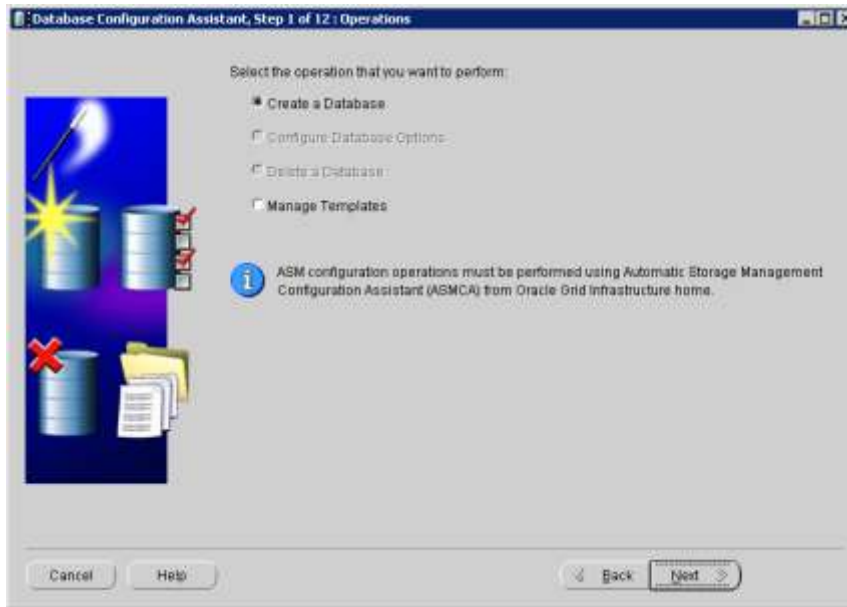 Database Configuration Assistant, Step 1 of 12 : Operations
Select the operation that you want to perform:
Create a Database
Configure Database Options
Delete a Database
Manage Templates
ASM configuration operations must be performed using Automatic Storage Management
Configuration Assistant (ASMCA) from Oracle Grid Infrastructure home.
Cancel
Help
Back
Next